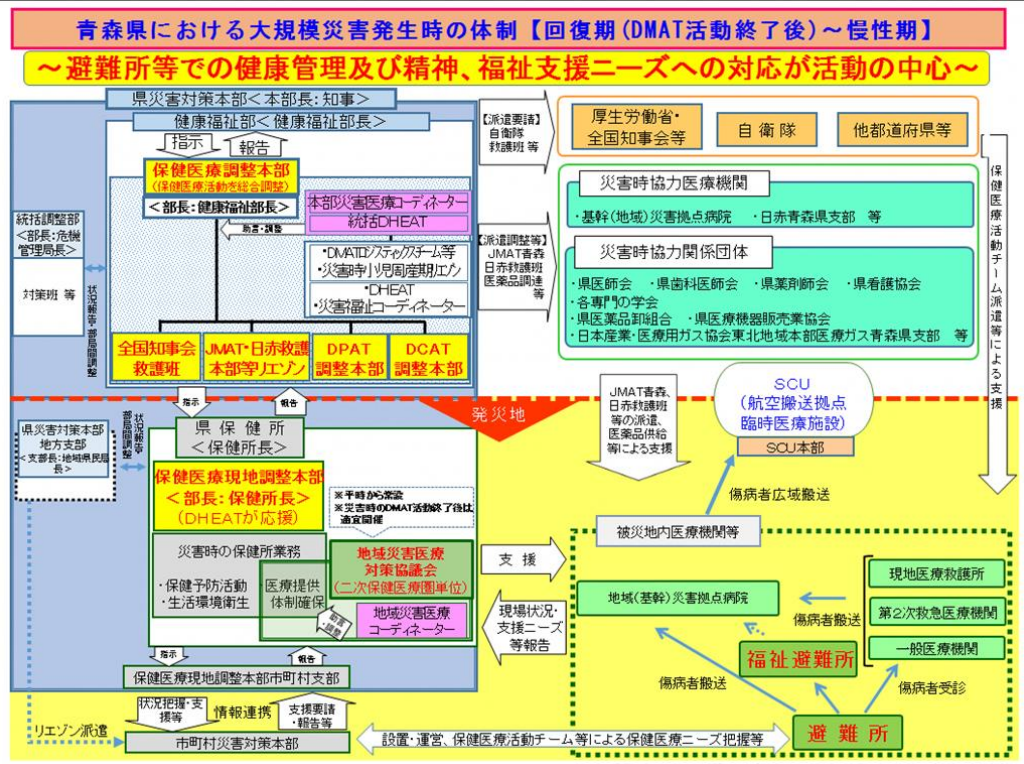 青森県における大規模災害発生時の体制【回復期(DMAT活動終了後)～慢性期】
～避難所等での健康管理及び精神、福祉支援ニーズへの対応が活動の中心～
県災害対策本部<本部長:知事>
健康福祉部<健康福祉部長>
指示
報告
保健医療調整本部
(保健医療活動を総合調整)
<部長:健康福祉部長>
本部災害医療コーディネーター
統括DHEAT
助言・調整
・DMATロジスティックスチーム等
・災害時小児周産期リエゾン
・DHEAT
・災害福祉コーディネーター
統括調整部
<部長:危機
管理局長>
対策班 等
状況報告・部局間調整
全国知事会
救護班
JMAT・日赤救護
本部等リエゾン
DPAT
調整本部
DCAT
調整本部
【派遣要請】
自衛隊
救護班 等
厚生労働省・
全国知事会等
自衛隊
他都道府県等
【派遣調整等】
JMAT青森
日赤救護班
医薬品調達
等
災害時協力医療機関
・基幹(地域)災害拠点病院 ・日赤青森県支部 等
災害時協力関係団体
・県医師会 ・県歯科医師会 ・県薬剤師会 ・県看護協会
・各専門の学会
・県医薬品卸組合 ・県医療機器販売業協会
・日本産業・医療用ガス協会東北地域本部医療ガス青森県支部 等
保健医療活動チーム派遣等による支援
指示
報告
発災地
県災害対策本部
地方支部
<支部長:地域県民局
長>
状況報告・
部局間調整
県保健所
<保健所長>
保健医療現地調整本部
<部長:保健所長>
(DHEATが応援)
※平時から常設
※災害時のDMAT活動終了後は
適宜開催
災害時の保健所業務
・保健予防活動
・生活環境衛生
医療提供
体制確保
地域災害医療
対策協議会
(二次保健医療圏単位)
助言・調整
地域災害医療
コーディネーター
指示
報告
保健医療現地調整本部市町村支部
状況把握・支
援等
情報連携
支援要請
・報告等
リエゾン派遣
市町村災害対策本部
JMAT青森、
日赤救護班
等の派遣、
医薬品供給
等による支援
SCU
(航空搬送拠点
臨時医療施設)
SCU本部
傷病者広域搬送
被災地内医療機関等
支援
現場状況・
支援ニーズ
等報告
地域(基幹)災害拠点病院
傷病者搬送
現地医療救護所
第2次救急医療機関
一般医療機関
福祉避難所
傷病者搬送
傷病者受診
避難所
設置・運営、保健医療活動チーム等による保健医療ニーズ把握等